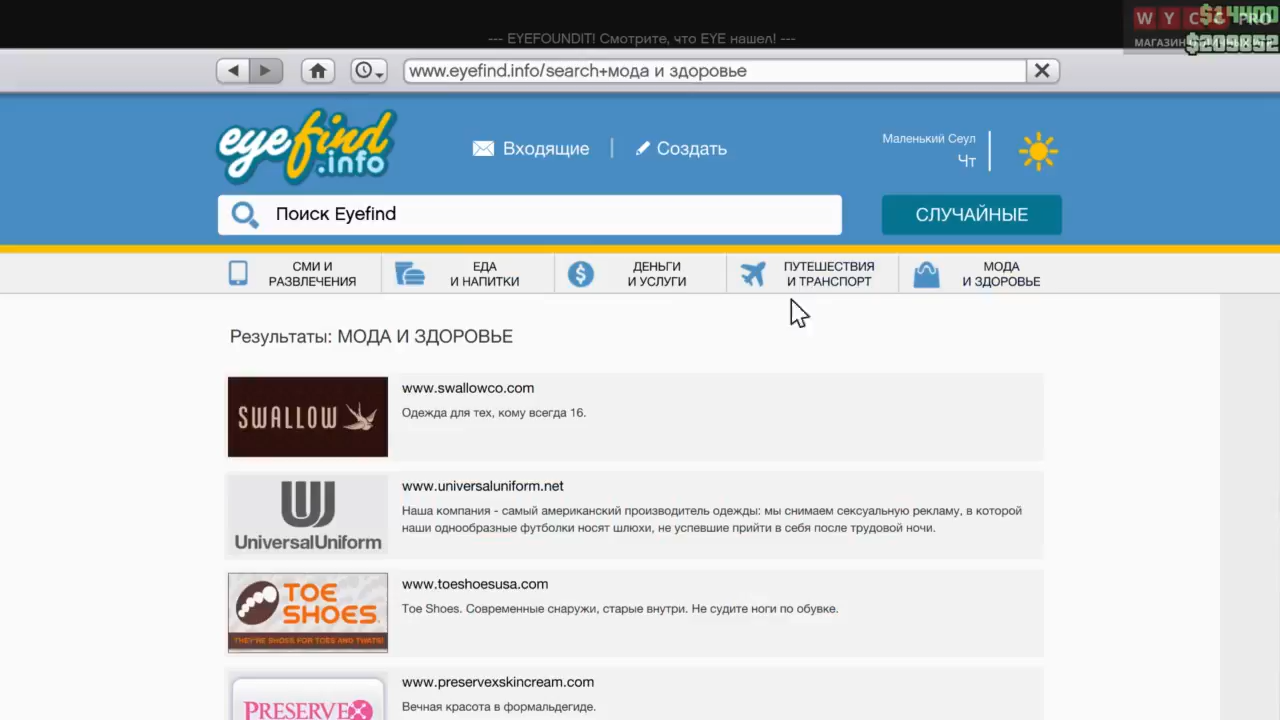 --- EYEFOUNDIT! Смотрите, что EYE нашел! ---
WYCC PRO
$14400
МАГАЗИН
$209852
www.eyefind.info/search+мода и здоровье
eyefind
.info
Входящие
Создать
Маленький Сеул
Чт
Поиск Eyefind
СЛУЧАЙНЫЕ
СМИ И
РАЗВЛЕЧЕНИЯ
ЕДА
И НАПИТКИ
ДЕНЬГИ
И УСЛУГИ
ПУТЕШЕСТВИЯ
И ТРАНСПОРТ
МОДА
И ЗДОРОВЬЕ
Результаты: МОДА И ЗДОРОВЬЕ
SWALLOW
www.swallowco.com
Одежда для тех, кому всегда 16.
UniversalUniform
www.universaluniform.net
Наша компания - самый американский производитель одежды: мы снимаем сексуальную рекламу, в которой
наши однообразные футболки носят шлюхи, не успевшие прийти в себя после трудовой ночи.
TOE
SHOES.
THEY'RE SHOES FOR TOES AND TWATS!
www.toeshoesusa.com
Toe Shoes. Современные снаружи, старые внутри. Не судите ноги по обувке.
PRESERVEX
www.preservexskincream.com
Вечная красота в формальдегиде.